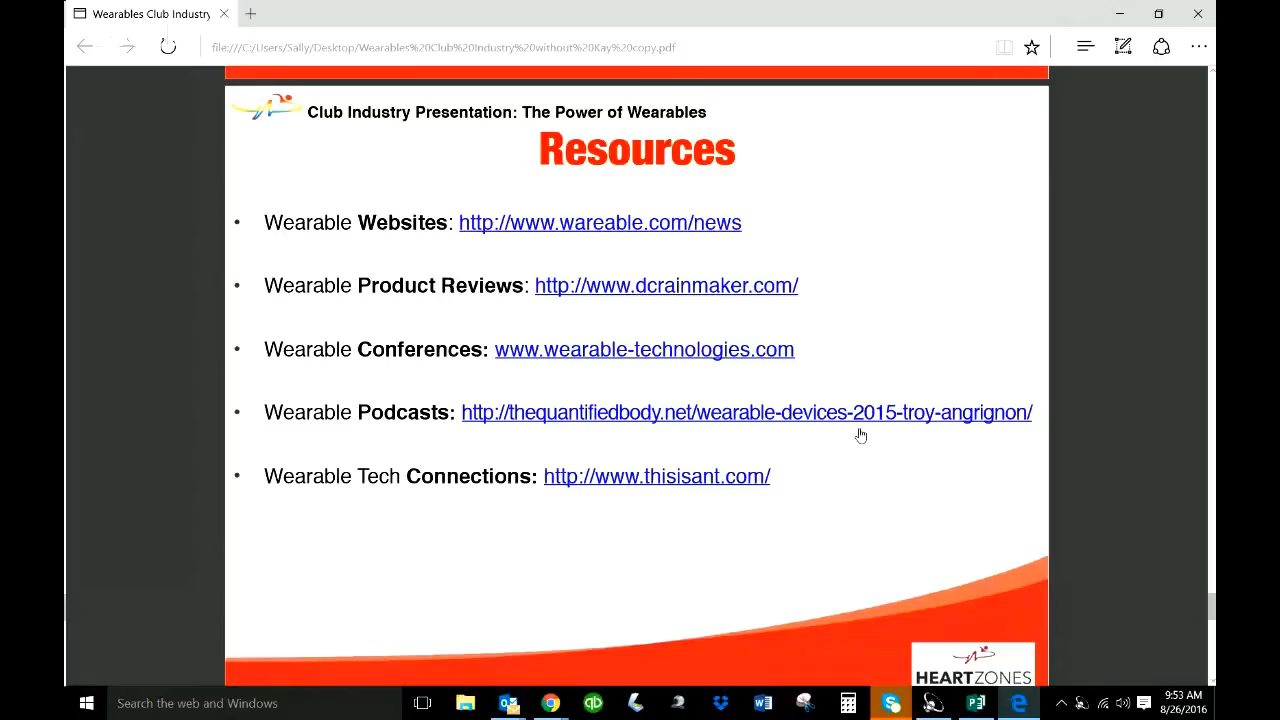 Wearables Club Industry
file:///C:/Users/Sally/Desktop/Wearables%20Club%20Industry%20without%20Kay%20copy.pdf
Club Industry Presentation: The Power of Wearables
Resources
• Wearable Websites: http://www.wareable.com/news
• Wearable Product Reviews: http://www.dcrainmaker.com/
• Wearable Conferences: www.wearable-technologies.com
• Wearable Podcasts: http://thequantifiedbody.net/wearable-devices-2015-troy-angrignon/
• Wearable Tech Connections: http://www.thisisant.com/
HEARTZONES
Search the web and Windows
9:53 AM
8/26/2016